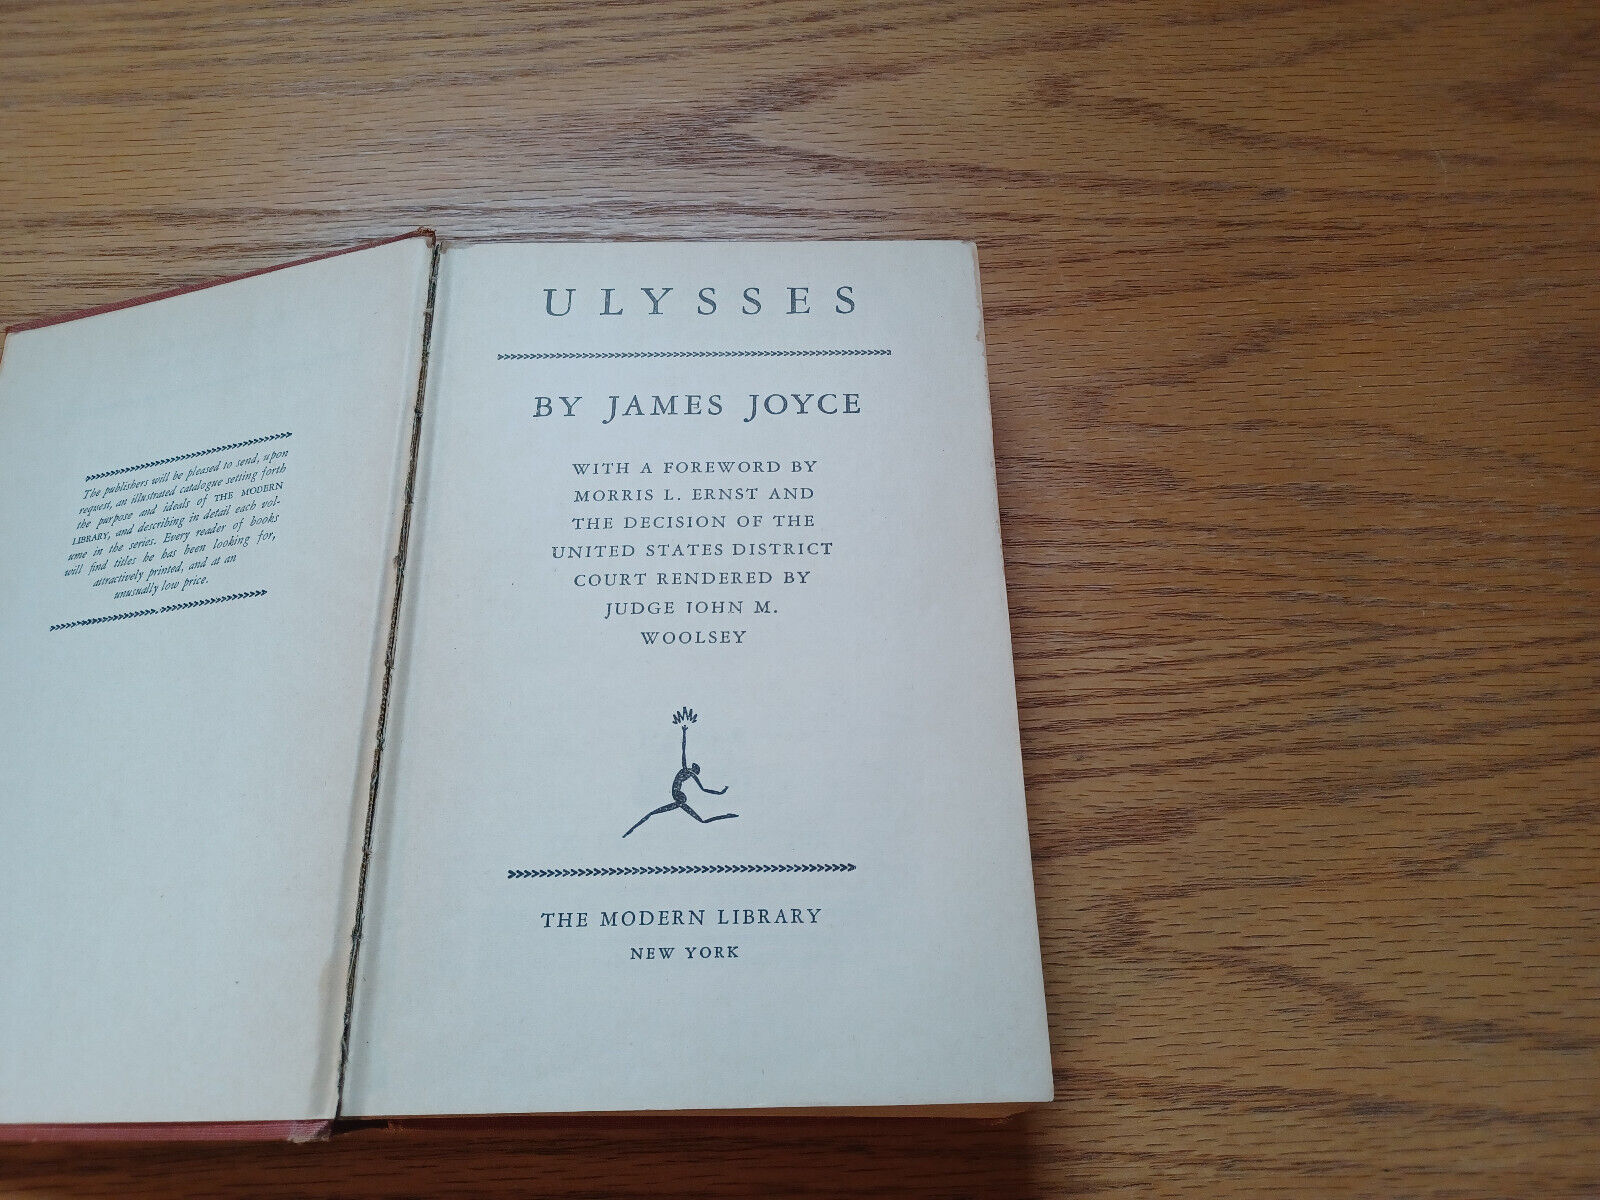 The publishers will be pleased to send, upon
request, an illustrated catalogue setting forth
the purpose and ideals of THE MODERN
LIBRARY, and describing in detail each vol-
ume in the series. Every reader of books
will find titles he has been looking for,
attractively printed, and at an
unusually low price.
ULYSSES
BY JAMES JOYCE
WITH A FOREWORD BY
MORRIS L. ERNST AND
THE DECISION OF THE
UNITED STATES DISTRICT
COURT RENDERED BY
JUDGE JOHN M.
WOOLSEY
THE MODERN LIBRARY
NEW YORK